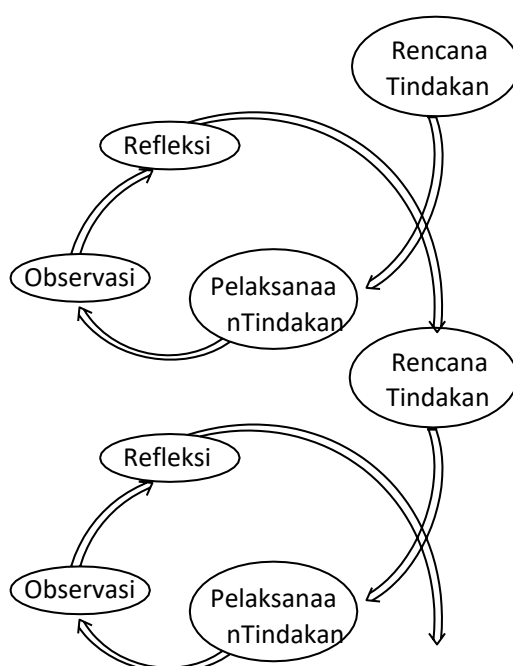 Rencana
Tindakan
Refleksi
Observasi
Pelaksanaa
nTindakan
Rencana
Tindakan
Refleksi
Observasi
Pelaksanaa
nTindakan